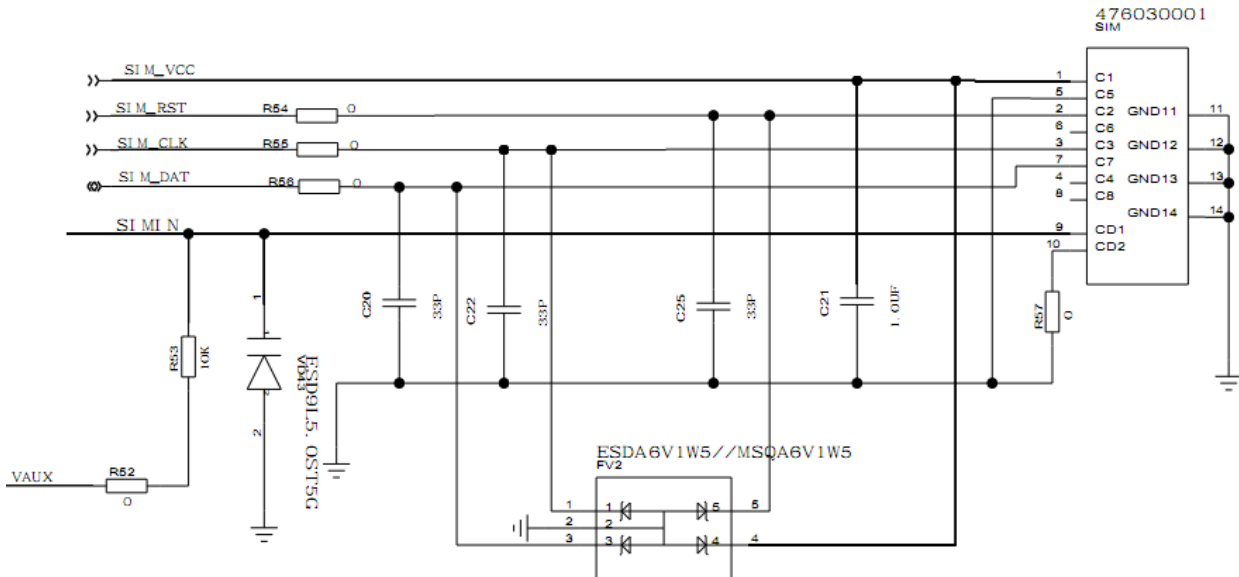 476030001
SIM
SIM_VCC
1 C1
5 C5
SIM_RST R54 0
2 C2 GND11 11
6 C6
SIM_CLK R55 0
3 C3 GND12 12
7 C7
SIM_DAT R56 0
4 C4 GND13 13
8 C8
GND14 14
SIMIN
9 CD1
10 CD2
C20 33P
C22 33P
C25 33P
C21 1.0UF
R57 0
R53 10K
1
1
VD43
ESD9L5.0ST5G
2
2
VAUX R52
0
ESDA6V1W5//MSQA6V1W5
FV2
1 1 5 5
2 2
3 3 4 4